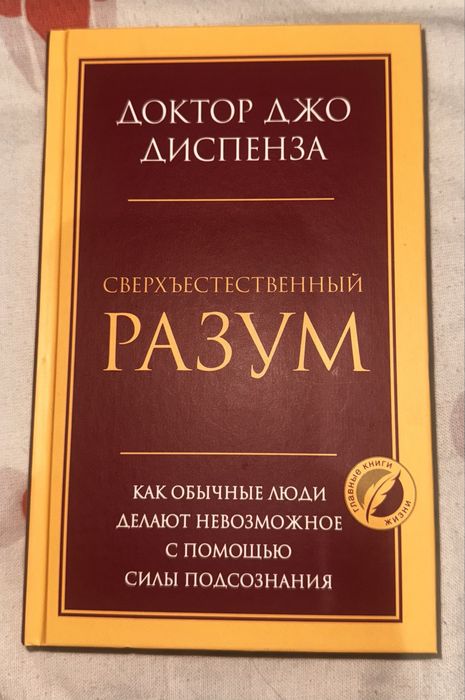 ДОКТОР ДЖО
ДИСПЕНЗА
СВЕРХЪЕСТЕСТВЕННЫЙ
РАЗУМ
КАК ОБЫЧНЫЕ ЛЮДИ
ДЕЛАЮТ НЕВОЗМОЖНОЕ
С ПОМОЩЬЮ
СИЛЫ ПОДСОЗНАНИЯ
Главные книги
жизни